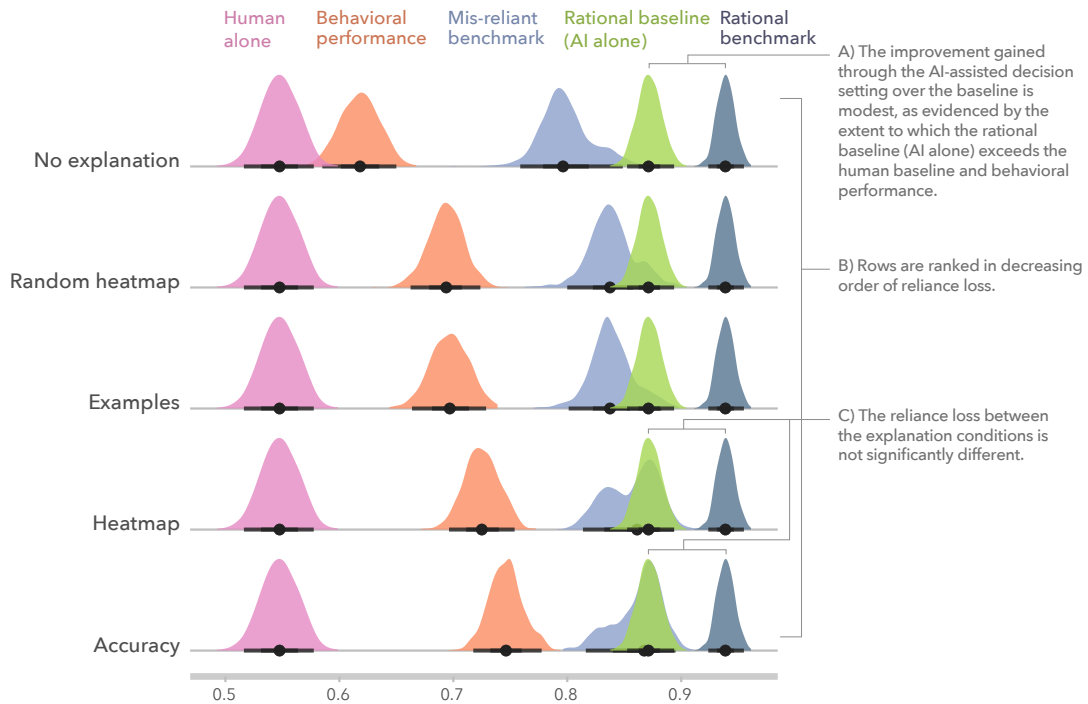 Human
alone
Behavioral
performance
Mis-reliant
benchmark
Rational baseline
(AI alone)
Rational
benchmark
No explanation
Random heatmap
Examples
Heatmap
Accuracy
0.5
0.6
0.7
0.8
0.9
A) The improvement gained
through the AI-assisted decision
setting over the baseline is
modest, as evidenced by the
extent to which the rational
baseline (AI alone) exceeds the
human baseline and behavioral
performance.
B) Rows are ranked in decreasing
order of reliance loss.
C) The reliance loss between
the explanation conditions is
not significantly different.